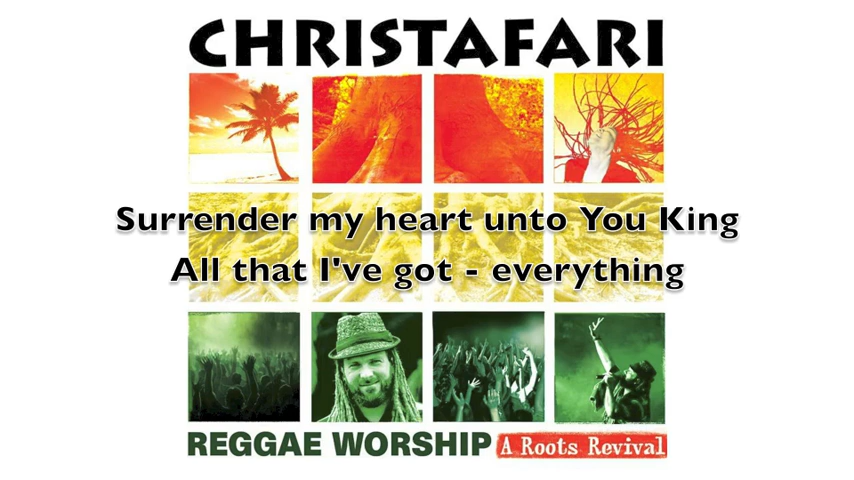 CHRISTAFARI
Surrender my heart unto You King
All that I've got - everything
REGGAE WORSHIP A Roots Revival